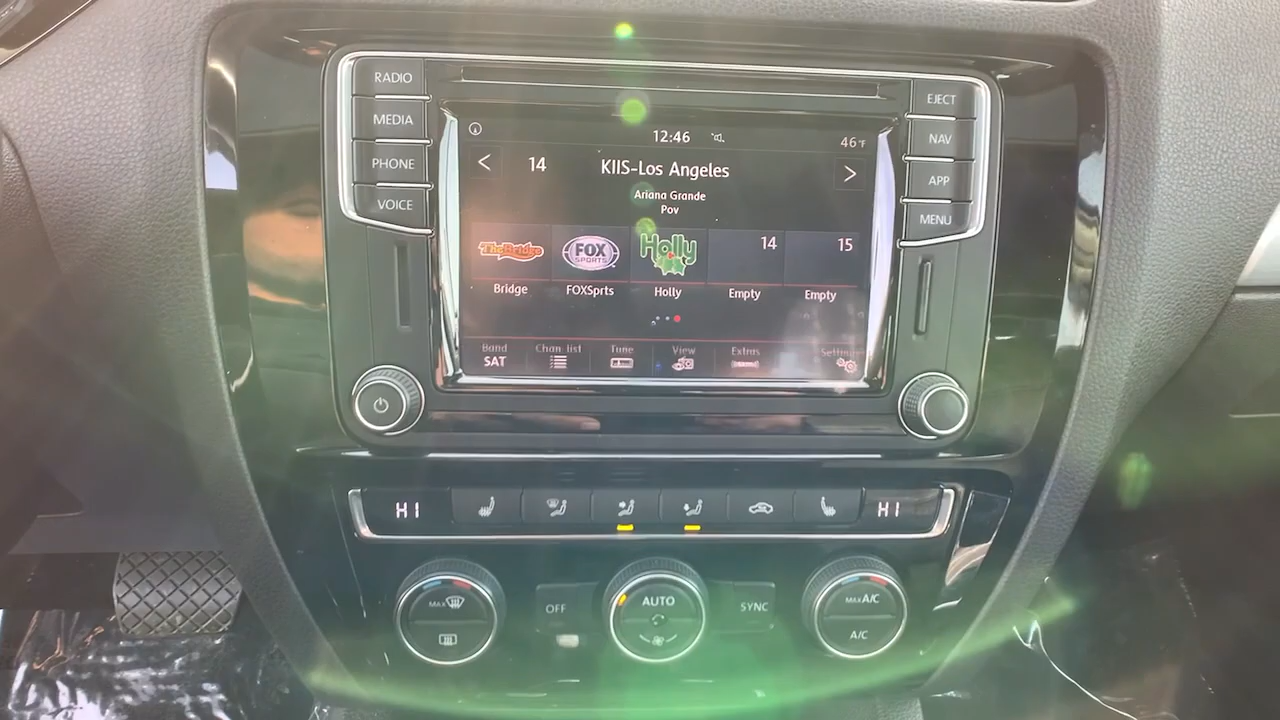 RADIO
MEDIA
PHONE
VOICE
EJECT
NAV
APP
MENU
12:46
46°F
< 14 KIIS-Los Angeles >
Ariana Grande
Pov
TheBridge
FOX
SPORTS
Holly
14
15
Bridge
FOXSprts
Holly
Empty
Empty
Band
SAT
Chan. list
Tune
View
Extras
Settings
HI
HI
MAX
OFF
AUTO
SYNC
MAX A/C
A/C